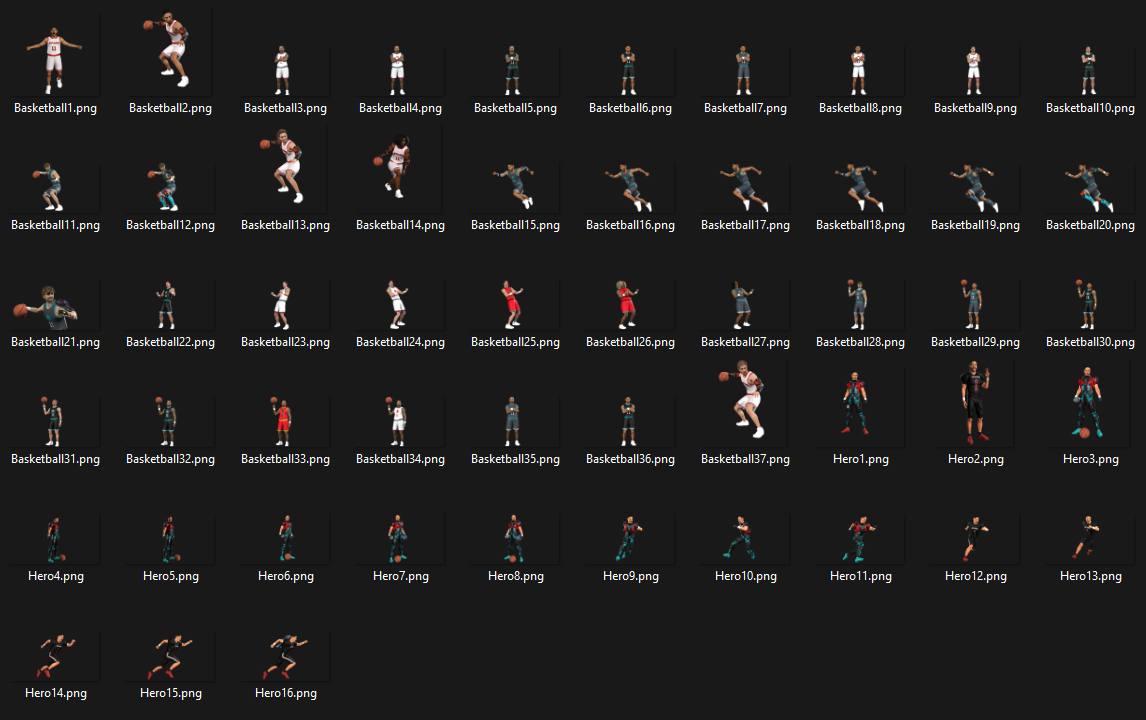 Basketball1.png Basketball2.png Basketball3.png Basketball4.png Basketball5.png Basketball6.png Basketball7.png Basketball8.png Basketball9.png Basketball10.png
Basketball11.png Basketball12.png Basketball13.png Basketball14.png Basketball15.png Basketball16.png Basketball17.png Basketball18.png Basketball19.png Basketball20.png
Basketball21.png Basketball22.png Basketball23.png Basketball24.png Basketball25.png Basketball26.png Basketball27.png Basketball28.png Basketball29.png Basketball30.png
Basketball31.png Basketball32.png Basketball33.png Basketball34.png Basketball35.png Basketball36.png Basketball37.png Hero1.png Hero2.png Hero3.png
Hero4.png Hero5.png Hero6.png Hero7.png Hero8.png Hero9.png Hero10.png Hero11.png Hero12.png Hero13.png
Hero14.png Hero15.png Hero16.png